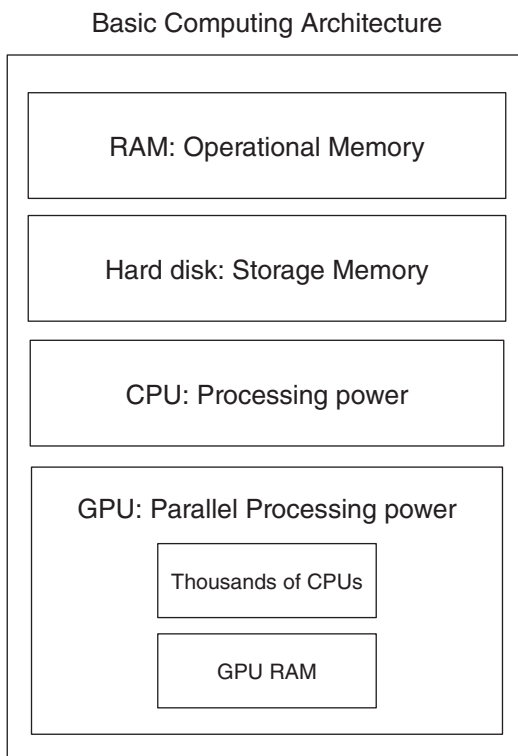 Basic Computing Architecture
RAM: Operational Memory
Hard disk: Storage Memory
CPU: Processing power
GPU: Parallel Processing power
Thousands of CPUs
GPU RAM